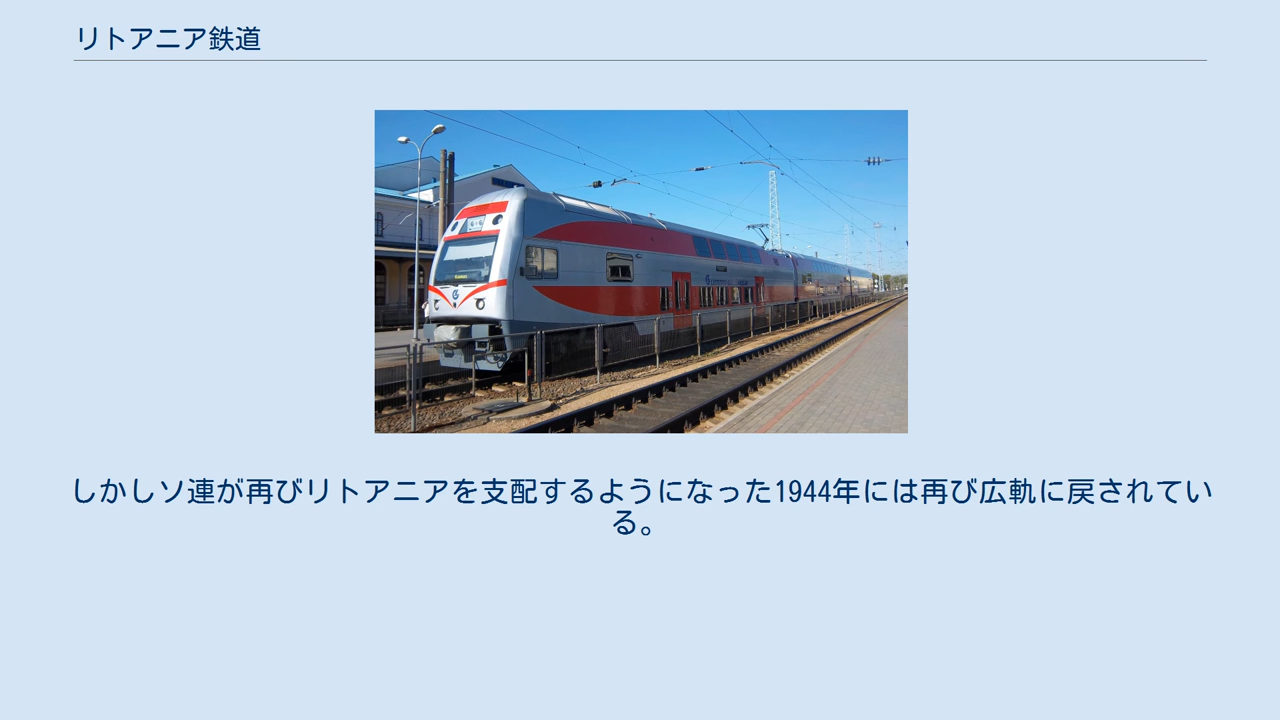 リトアニア鉄道
しかしソ連が再びリトアニアを支配するようになった1944年には再び広軌に戻されてい
る。